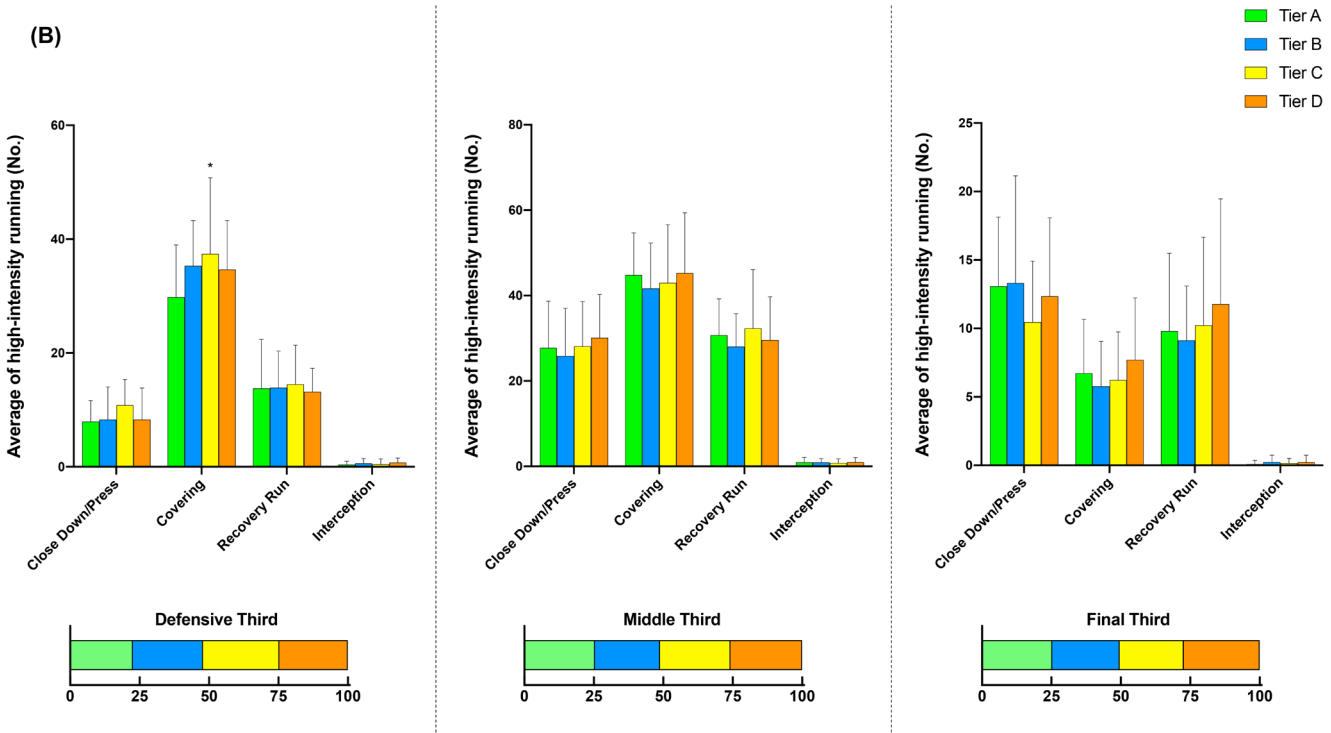 (B)
Tier A
Tier B
Tier C
Tier D
Average of high-intensity running (No.)
60
40
20
0
*
Close Down/Press
Covering
Recovery Run
Interception
Defensive Third
0 25 50 75 100
Average of high-intensity running (No.)
80
60
40
20
0
Close Down/Press
Covering
Recovery Run
Interception
Middle Third
0 25 50 75 100
Average of high-intensity running (No.)
25
20
15
10
5
0
Close Down/Press
Covering
Recovery Run
Interception
Final Third
0 25 50 75 100